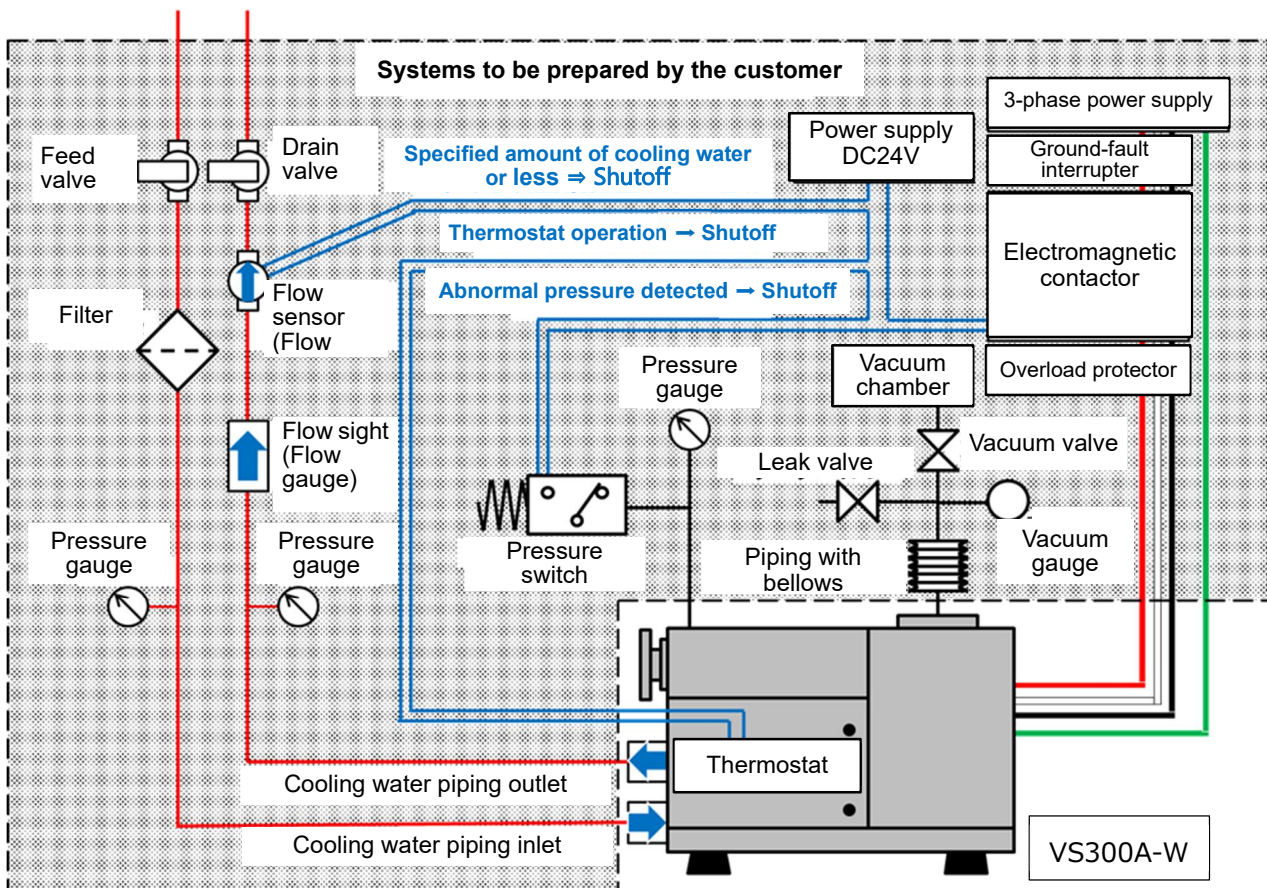 Systems to be prepared by the customer
3-phase power supply
Power supply
DC24V
Ground-fault
interrupter
Feed
valve
Drain
valve
Specified amount of cooling water
or less ⇒ Shutoff
Thermostat operation → Shutoff
Electromagnetic
contactor
Abnormal pressure detected → Shutoff
Filter
Flow
sensor
(Flow
Pressure
gauge
Vacuum
chamber
Overload protector
Flow sight
(Flow
gauge)
Leak valve
Vacuum valve
Pressure
gauge
Pressure
gauge
Pressure
switch
Piping with
bellows
Vacuum
gauge
Thermostat
Cooling water piping outlet
Cooling water piping inlet
VS300A-W